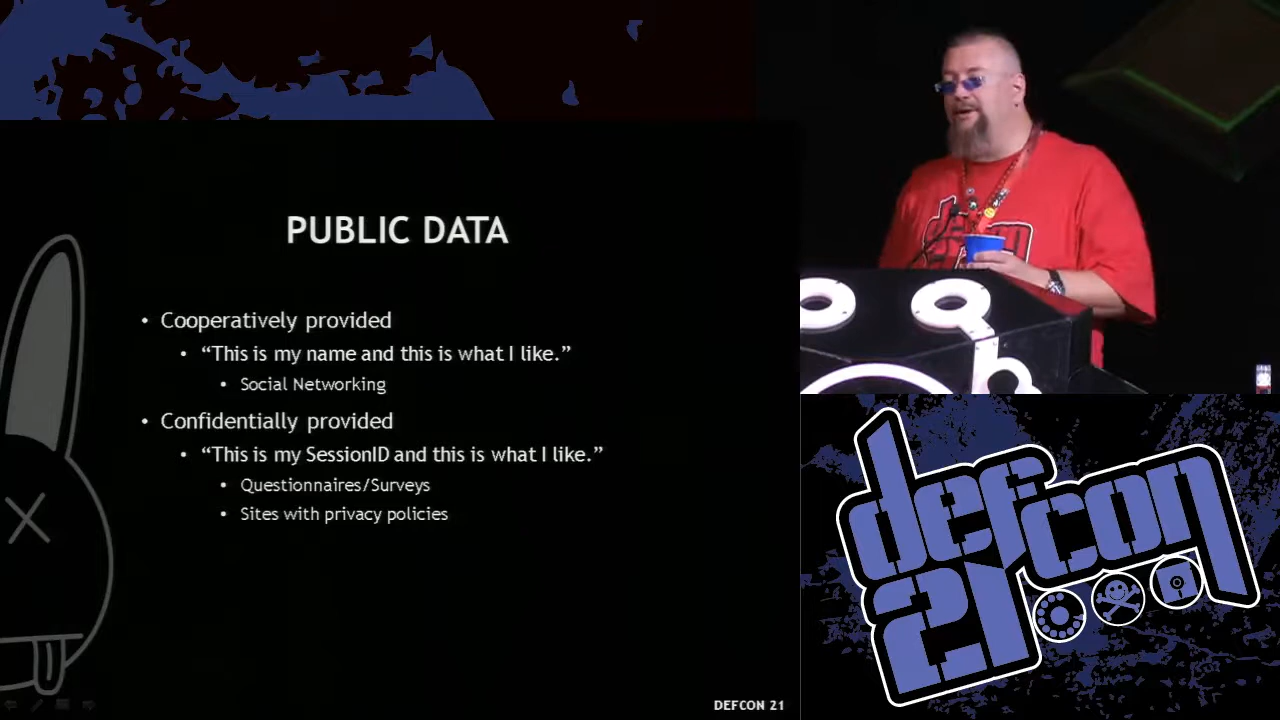 PUBLIC DATA
• Cooperatively provided
• “This is my name and this is what I like.”
• Social Networking
• Confidentially provided
• “This is my SessionID and this is what I like.”
• Questionnaires/Surveys
• Sites with privacy policies
DEFCON 21
defcon
defcon
21